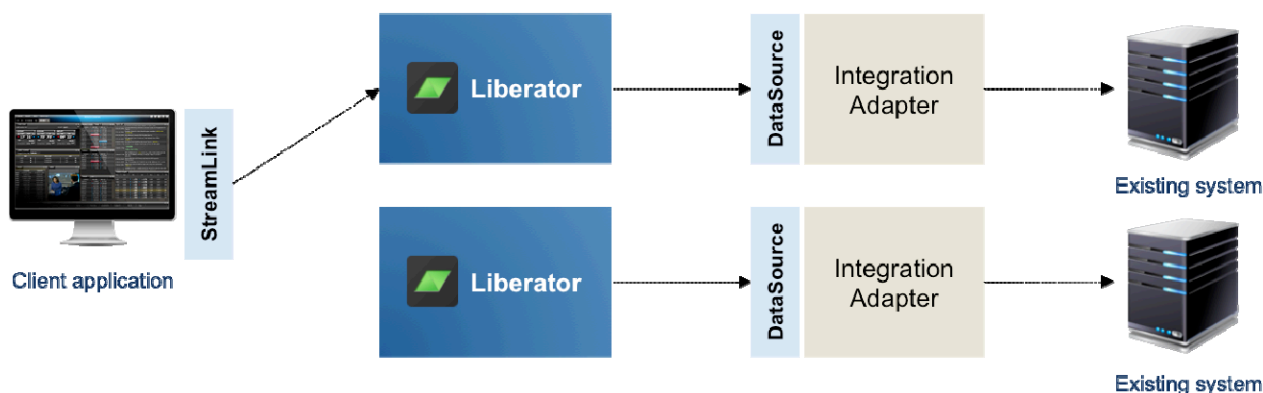 Client application
StreamLink
Liberator
DataSource
Integration
Adapter
Existing system
Liberator
DataSource
Integration
Adapter
Existing system